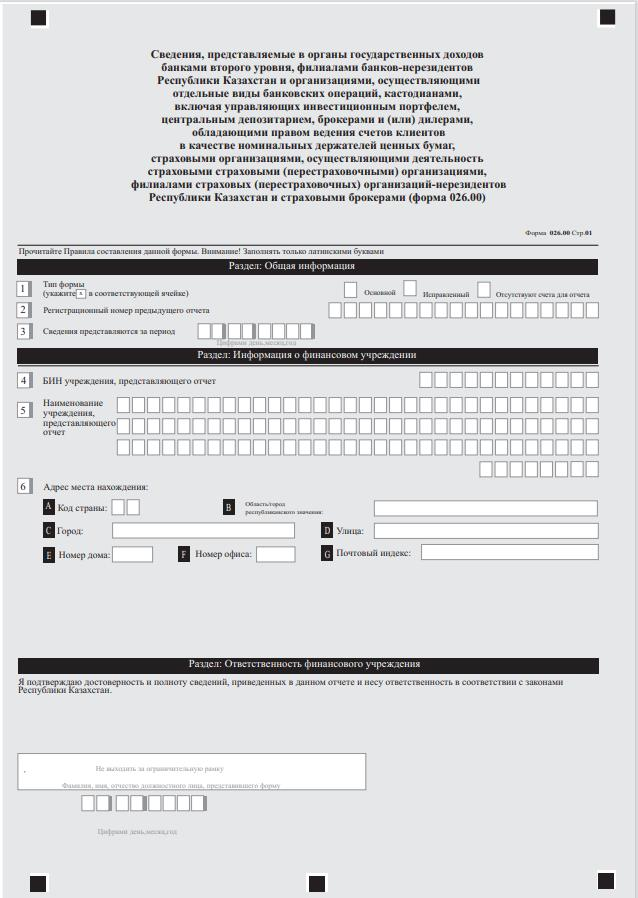 Сведения, представляемые в органы государственных доходов
банками второго уровня, филиалами банков-нерезидентов
Республики Казахстан и организациями, осуществляющими
отдельные виды банковских операций, кастодианами,
включая управляющих инвестиционным портфелем,
центральным депозитарием, брокерами и (или) дилерами,
обладающими правом ведения счетов клиентов
в качестве номинальных держателей ценных бумаг,
страховыми организациями, осуществляющими деятельность
страховыми страховыми (перестраховочными) организациями,
филиалами страховых (перестраховочных) организаций-нерезидентов
Республики Казахстан и страховыми брокерами (форма 026.00)
Форма 026.00 Стр.01
Прочитайте Правила составления данной формы. Внимание! Заполнять только латинскими буквами
Раздел: Общая информация
1 Тип формы
(укажите x в соответствующей ячейке) Основной Исправленный Отсутствуют счета для отчета
2 Регистрационный номер предыдущего отчета
3 Сведения представляются за период
Цифрами день,месяц,год
Раздел: Информация о финансовом учреждении
4 БИН учреждения, представляющего отчет
5 Наименование
учреждения,
представляющего
отчет
6 Адрес места нахождения:
A Код страны: B Область/город
республиканского значения:
C Город: D Улица:
E Номер дома: F Номер офиса: G Почтовый индекс:
Раздел: Ответственность финансового учреждения
Я подтверждаю достоверность и полноту сведений, приведенных в данном отчете и несу ответственность в соответствии с законами
Республики Казахстан.
Не выходить за ограничительную рамку
Фамилия, имя, отчество должностного лица, представившего форму
Цифрами день,месяц,год